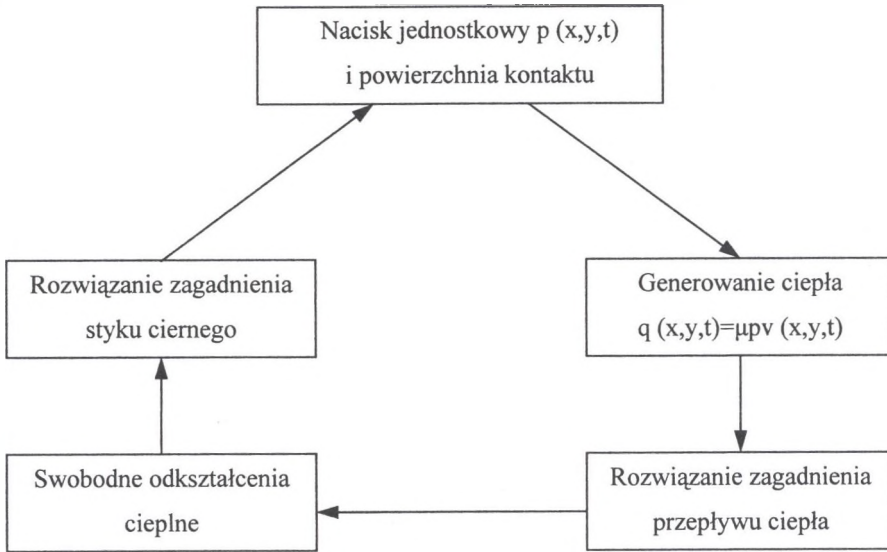 Nacisk jednostkowy p (x,y,t)
i powierzchnia kontaktu
Rozwiązanie zagadnienia
styku ciernego
Generowanie ciepła
q (x,y,t)=μpv (x,y,t)
Swobodne odkształcenia
cieplne
Rozwiązanie zagadnienia
przepływu ciepła